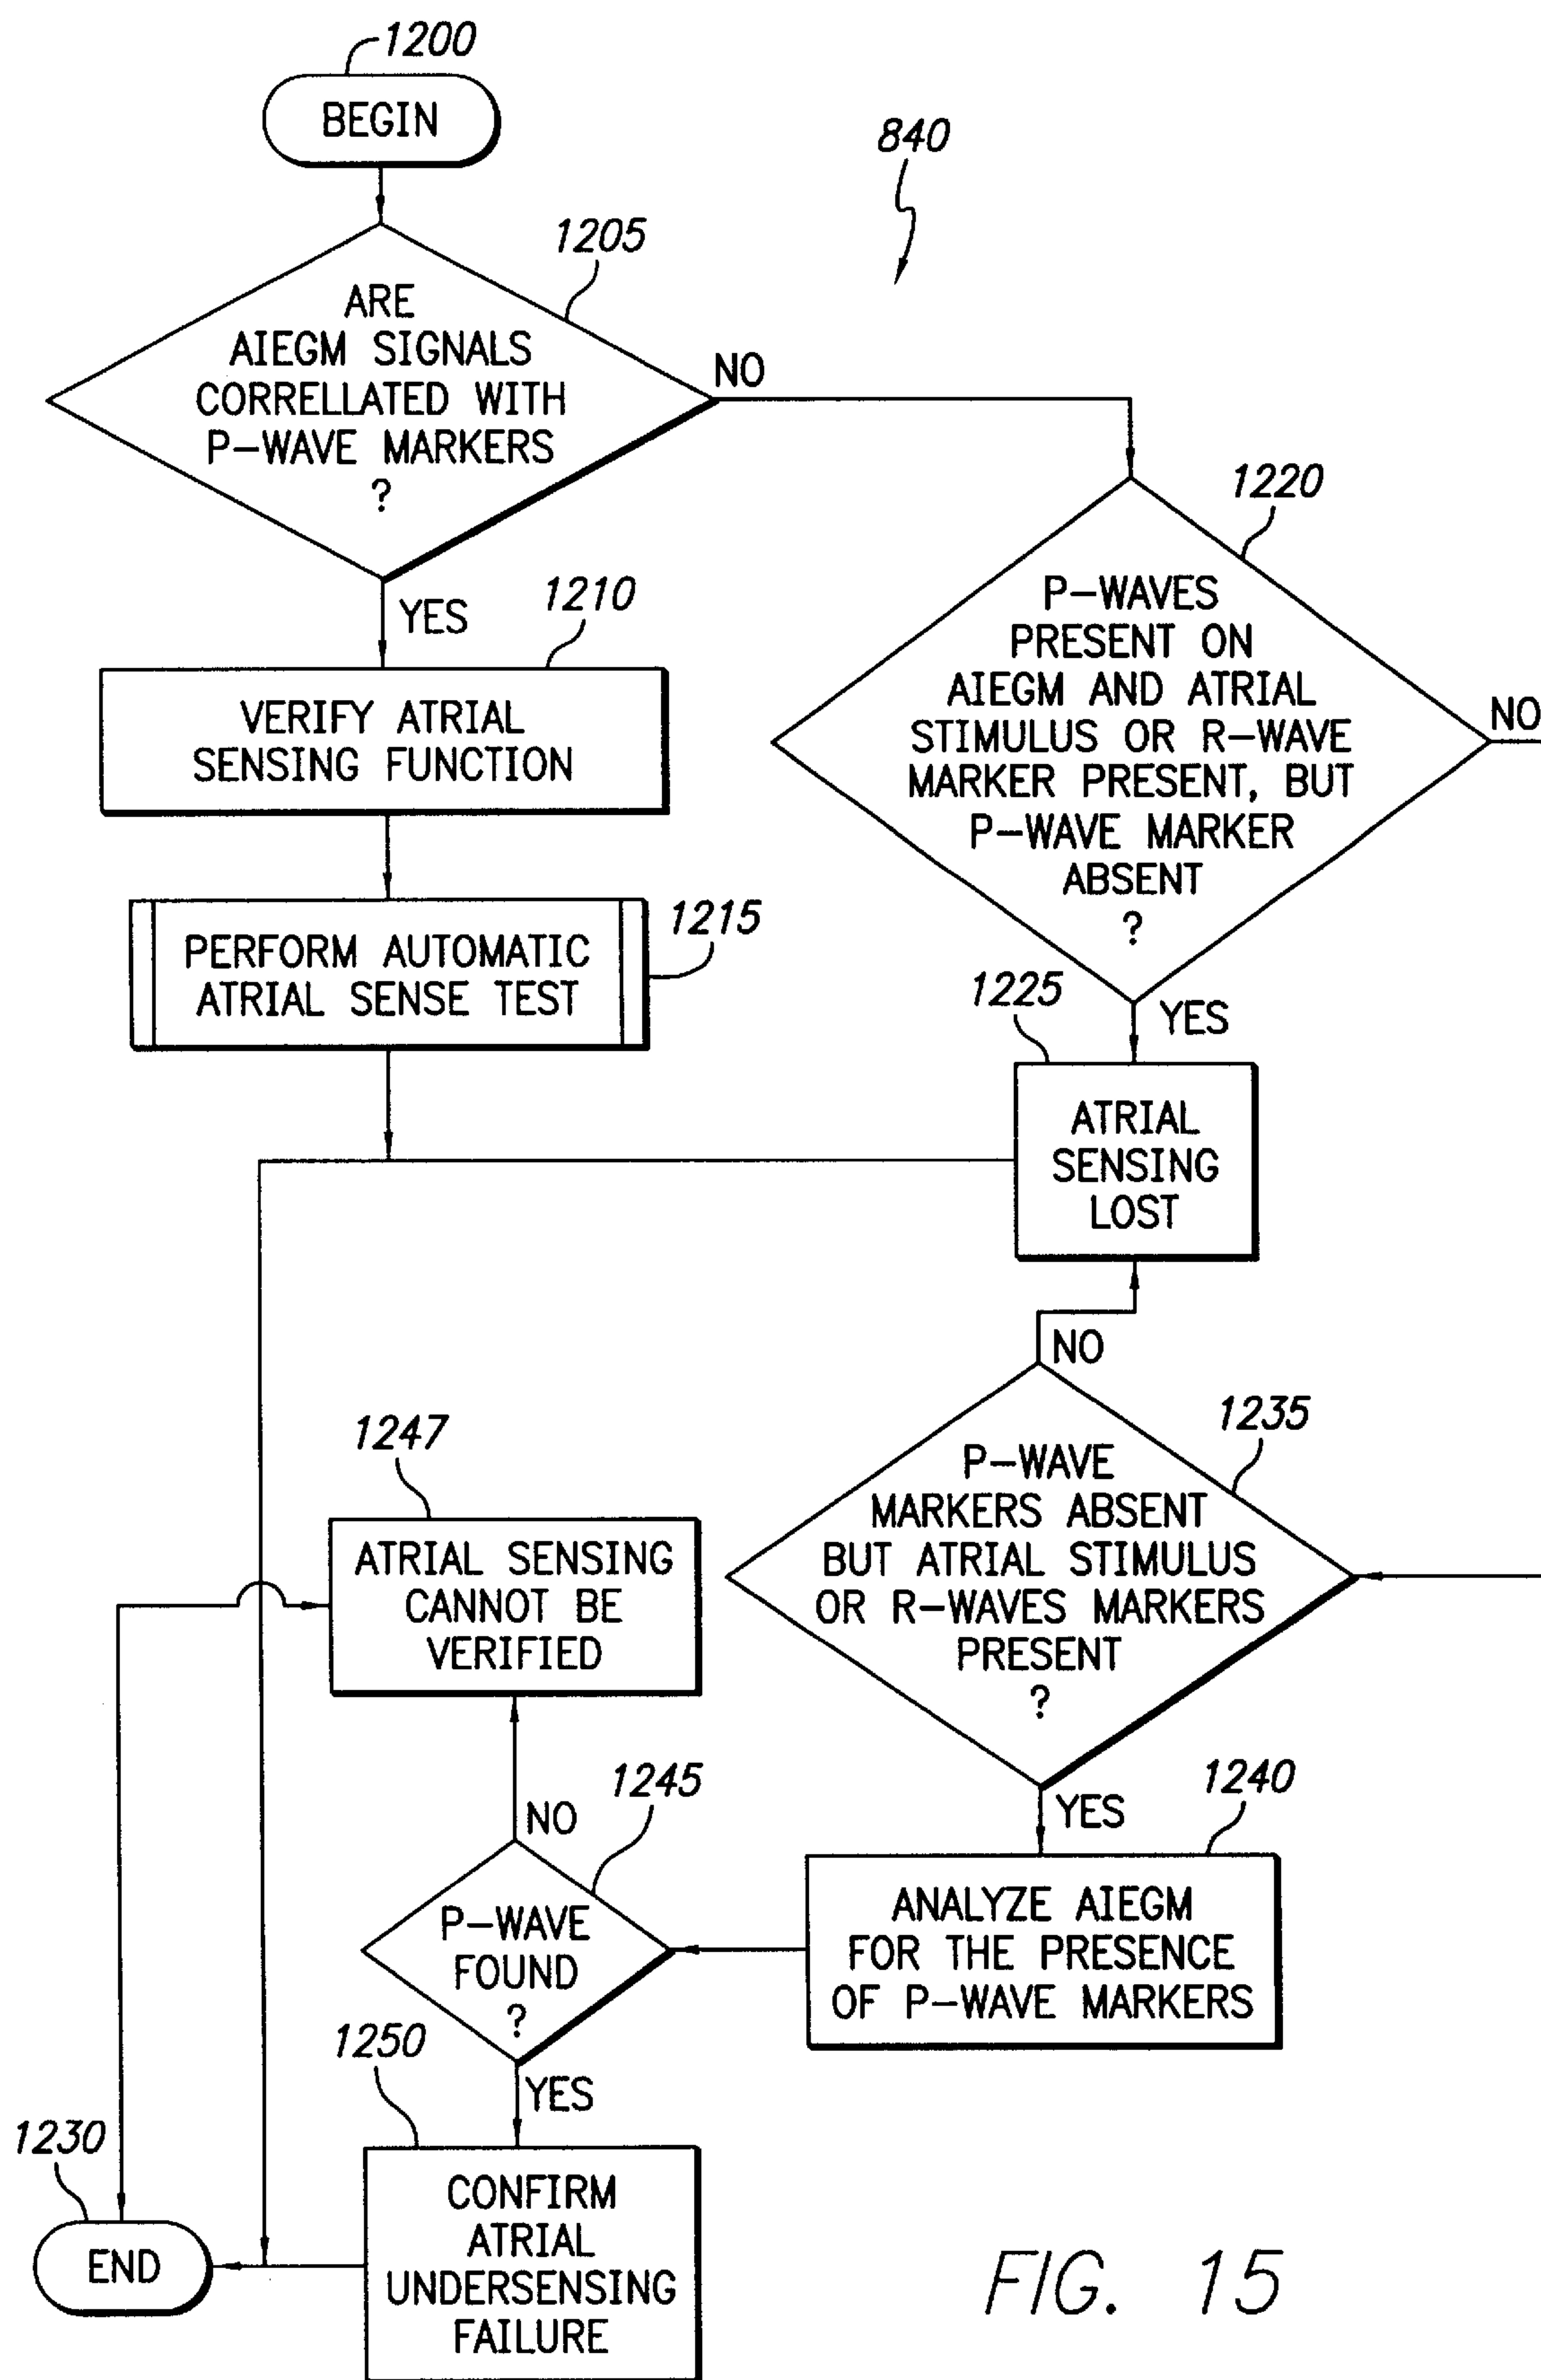 1200
BEGIN
840
1205
ARE
AIEGM SIGNALS
CORRELLATED WITH
P-WAVE MARKERS
?
NO
YES
1210
VERIFY ATRIAL
SENSING FUNCTION
1215
PERFORM AUTOMATIC
ATRIAL SENSE TEST
1220
P-WAVES
PRESENT ON
AIEGM AND ATRIAL
STIMULUS OR R-WAVE
MARKER PRESENT, BUT
P-WAVE MARKER
ABSENT
?
NO
YES
1225
ATRIAL
SENSING
LOST
NO
1235
P-WAVE
MARKERS ABSENT
BUT ATRIAL STIMULUS
OR R-WAVES MARKERS
PRESENT
?
YES
1240
ANALYZE AIEGM
FOR THE PRESENCE
OF P-WAVE MARKERS
1247
ATRIAL SENSING
CANNOT BE
VERIFIED
NO
1245
P-WAVE
FOUND
?
YES
1250
CONFIRM
ATRIAL
UNDERSENSING
FAILURE
1230
END
FIG. 15